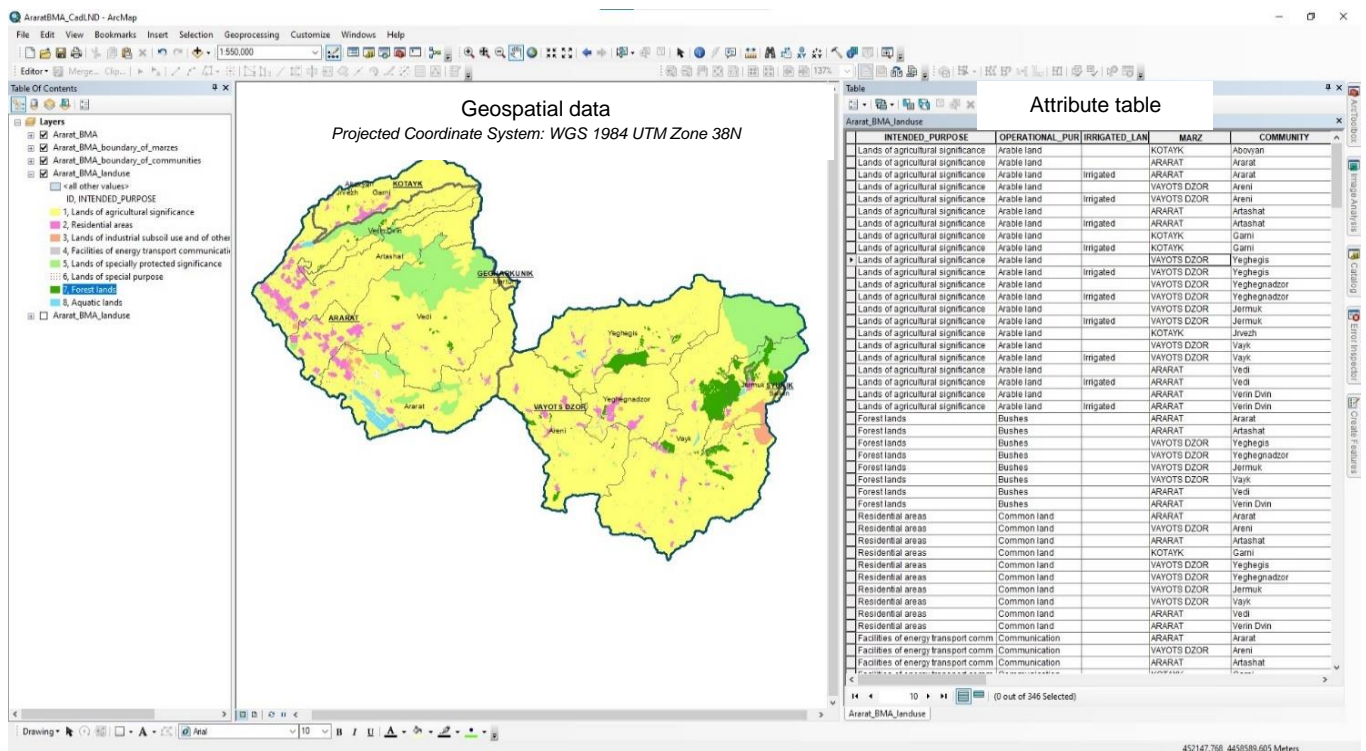 AraratBMA_CadLND - ArcMap
File Edit View Bookmarks Insert Selection Geoprocessing Customize Windows Help
1:550,000
Editor Merge... Clip... 137%
Table Of Contents
Layers
Ararat_BMA
Ararat_BMA_boundary_of_marzes
Ararat_BMA_boundary_of_communities
Ararat_BMA_landuse
<all other values>
ID, INTENDED_PURPOSE
1, Lands of agricultural significance
2, Residential areas
3, Lands of industrial subsoil use and of other
4, Facilities of energy transport communicati
5, Lands of specially protected significance
6, Lands of special purpose
7, Forest lands
8, Aquatic lands
Ararat_BMA_landuse
Geospatial data
Projected Coordinate System: WGS 1984 UTM Zone 38N
KOTAYK
Jrvezh Garni
Verin Dvin
Artashat
GEGHARKUNIK
ARARAT
Vedi
Yeghegis
Jermuk
Ararat
VAYOTS DZOR
Yeghegnadzor
Areni
Vayk
Table
Attribute table
Ararat_BMA_landuse
INTENDED_PURPOSE OPERATIONAL_PUR IRRIGATED_LAN MARZ COMMUNITY
Lands of agricultural significance Arable land KOTAYK Abovyan
Lands of agricultural significance Arable land ARARAT Ararat
Lands of agricultural significance Arable land Irrigated ARARAT Ararat
Lands of agricultural significance Arable land VAYOTS DZOR Areni
Lands of agricultural significance Arable land Irrigated VAYOTS DZOR Areni
Lands of agricultural significance Arable land ARARAT Artashat
Lands of agricultural significance Arable land Irrigated ARARAT Artashat
Lands of agricultural significance Arable land KOTAYK Garni
Lands of agricultural significance Arable land Irrigated KOTAYK Garni
Lands of agricultural significance Arable land VAYOTS DZOR Yeghegis
Lands of agricultural significance Arable land Irrigated VAYOTS DZOR Yeghegis
Lands of agricultural significance Arable land VAYOTS DZOR Yeghegnadzor
Lands of agricultural significance Arable land Irrigated VAYOTS DZOR Yeghegnadzor
Lands of agricultural significance Arable land VAYOTS DZOR Jermuk
Lands of agricultural significance Arable land Irrigated VAYOTS DZOR Jermuk
Lands of agricultural significance Arable land KOTAYK Jrvezh
Lands of agricultural significance Arable land VAYOTS DZOR Vayk
Lands of agricultural significance Arable land Irrigated VAYOTS DZOR Vayk
Lands of agricultural significance Arable land ARARAT Vedi
Lands of agricultural significance Arable land Irrigated ARARAT Vedi
Lands of agricultural significance Arable land ARARAT Verin Dvin
Lands of agricultural significance Arable land Irrigated ARARAT Verin Dvin
Forest lands Bushes ARARAT Ararat
Forest lands Bushes ARARAT Artashat
Forest lands Bushes VAYOTS DZOR Yeghegis
Forest lands Bushes VAYOTS DZOR Yeghegnadzor
Forest lands Bushes VAYOTS DZOR Jermuk
Forest lands Bushes VAYOTS DZOR Vayk
Forest lands Bushes ARARAT Vedi
Forest lands Bushes ARARAT Verin Dvin
Residential areas Common land ARARAT Ararat
Residential areas Common land VAYOTS DZOR Areni
Residential areas Common land ARARAT Artashat
Residential areas Common land KOTAYK Garni
Residential areas Common land VAYOTS DZOR Yeghegis
Residential areas Common land VAYOTS DZOR Yeghegnadzor
Residential areas Common land VAYOTS DZOR Jermuk
Residential areas Common land VAYOTS DZOR Vayk
Residential areas Common land ARARAT Vedi
Residential areas Common land ARARAT Verin Dvin
Facilities of energy transport comm Communication ARARAT Ararat
Facilities of energy transport comm Communication VAYOTS DZOR Areni
Facilities of energy transport comm Communication ARARAT Artashat
10 (0 out of 346 Selected)
Ararat_BMA_landuse
ArcToolbox
Image Analysis
Catalog
Error Inspector
Create Features
Drawing A Arial 10 B I U A
452147.768 4458589.605 Meters